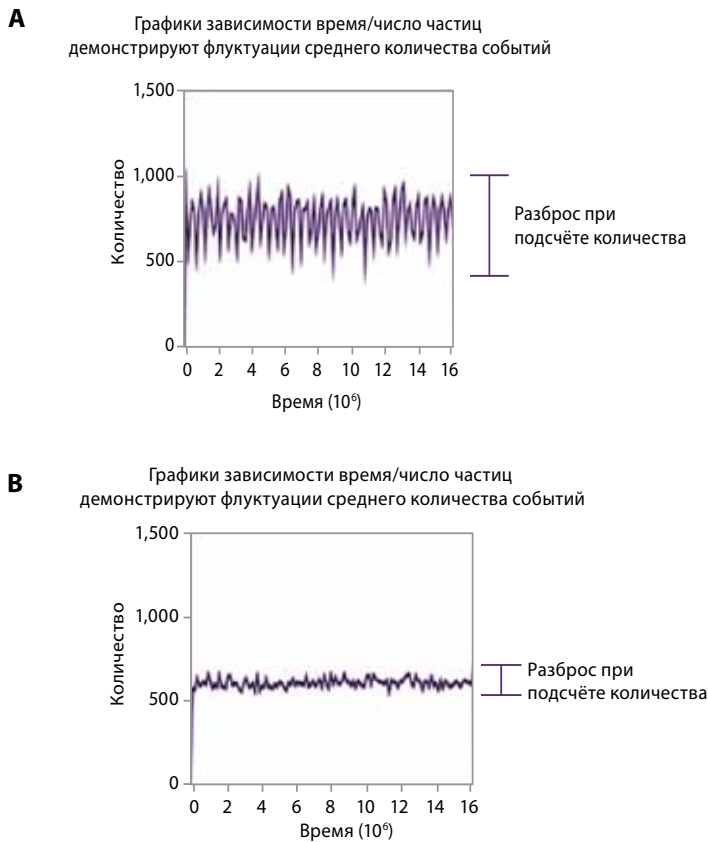 A
Графики зависимости время/число частиц
демонстрируют флуктуации среднего количества событий
1,500
1,000
500
0
Количество
0 2 4 6 8 10 12 14 16
Время (10⁶)
Разброс при
подсчёте количества
B
Графики зависимости время/число частиц
демонстрируют флуктуации среднего количества событий
1,500
1,000
500
0
Количество
0 2 4 6 8 10 12 14 16
Время (10⁶)
Разброс при
подсчёте количества